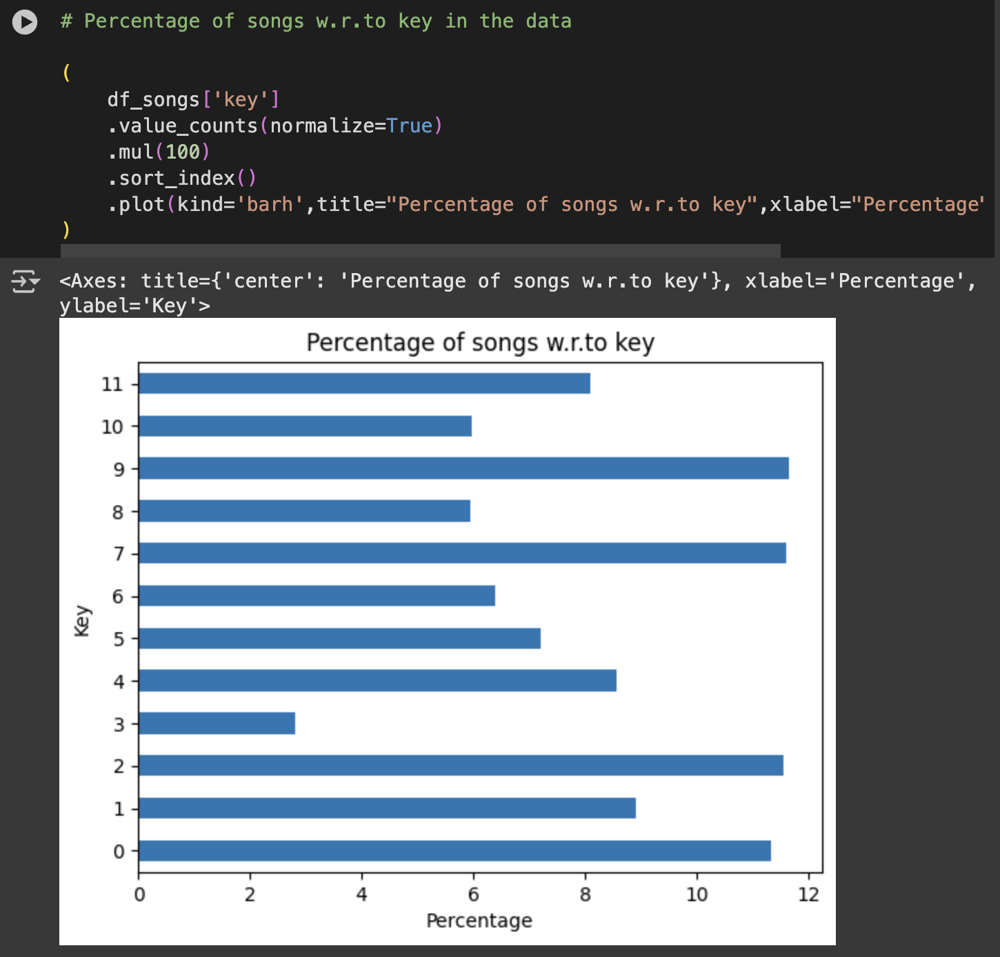 # Percentage of songs w.r.to key in the data
(
    df_songs['key']
    .value_counts(normalize=True)
    .mul(100)
    .sort_index()
    .plot(kind='barh',title="Percentage of songs w.r.to key",xlabel="Percentage"
)
<Axes: title={'center': 'Percentage of songs w.r.to key'}, xlabel='Percentage',
ylabel='Key'>
Percentage of songs w.r.to key
11
10
9
8
7
6
5
4
3
2
1
0
Key
0 2 4 6 8 10 12
Percentage